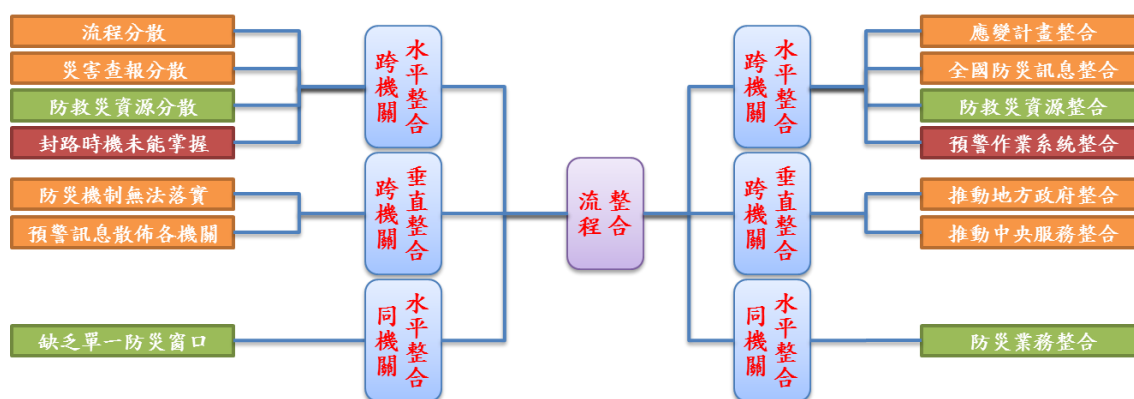 流程分散
災害查報分散
防救災資源分散
封路時機未能掌握
防災機制無法落實
預警訊息散佈各機關
缺乏單一防災窗口
水平整合
跨機關
垂直整合
跨機關
水平整合
同機關
整合
流程
水平整合
跨機關
垂直整合
跨機關
水平整合
同機關
應變計畫整合
全國防災訊息整合
防救災資源整合
預警作業系統整合
推動地方政府整合
推動中央服務整合
防災業務整合